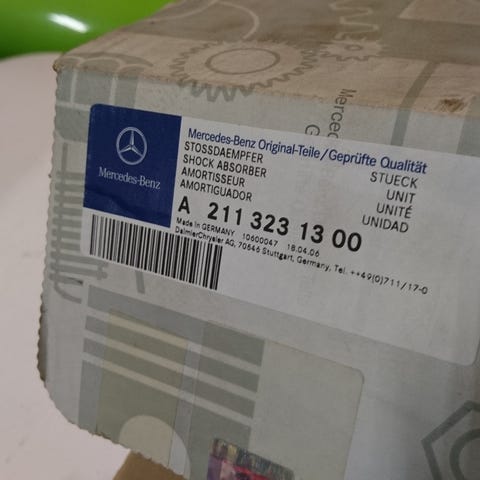 Mercedes-Benz
Mercedes-Benz Original-Teile/Geprüfte Qualität
STOSSDAEMPFER STUECK
SHOCK ABSORBER UNIT
AMORTISSEUR UNITÉ
AMORTIGUADOR UNIDAD
A 211 323 13 00
Made in GERMANY 10600047 18.04.06
DaimlerChrysler AG, 70546 Stuttgart, Germany, Tel. ++49(0)711/17-0